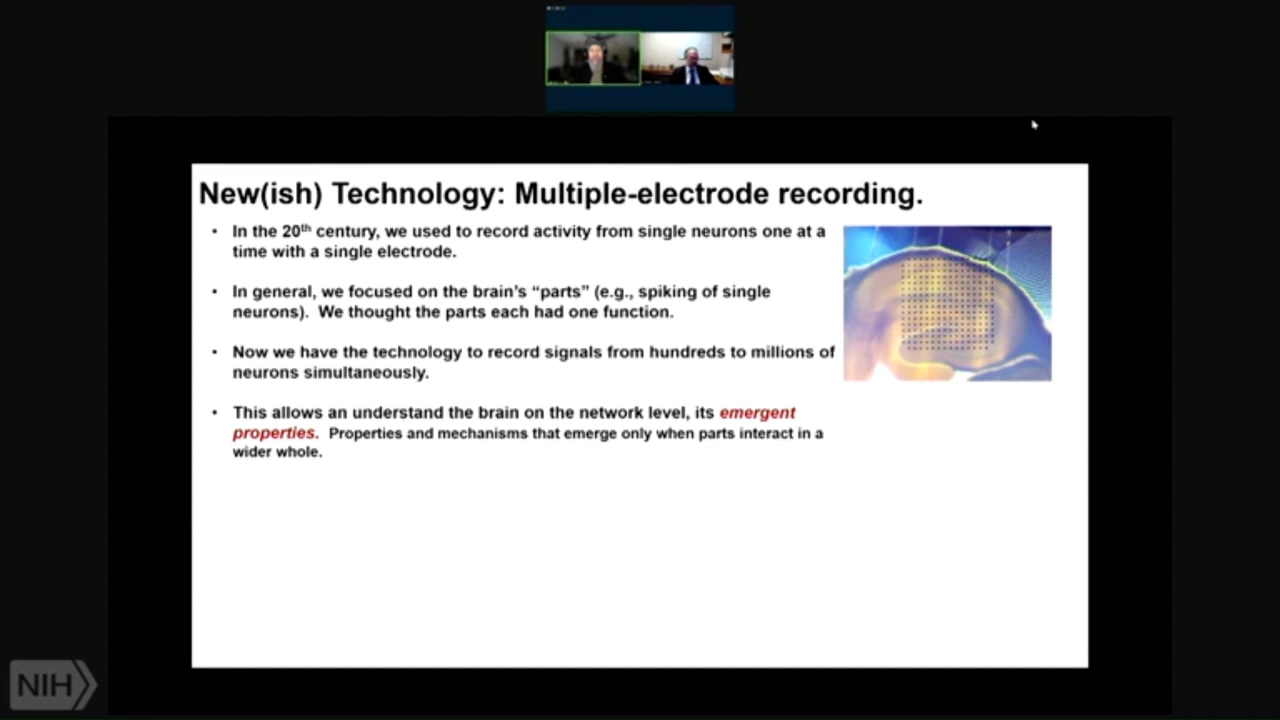 New(ish) Technology: Multiple-electrode recording.
• In the 20th century, we used to record activity from single neurons one at a
time with a single electrode.
• In general, we focused on the brain's “parts” (e.g., spiking of single
neurons). We thought the parts each had one function.
• Now we have the technology to record signals from hundreds to millions of
neurons simultaneously.
• This allows an understand the brain on the network level, its emergent
properties. Properties and mechanisms that emerge only when parts interact in a
wider whole.
NIH